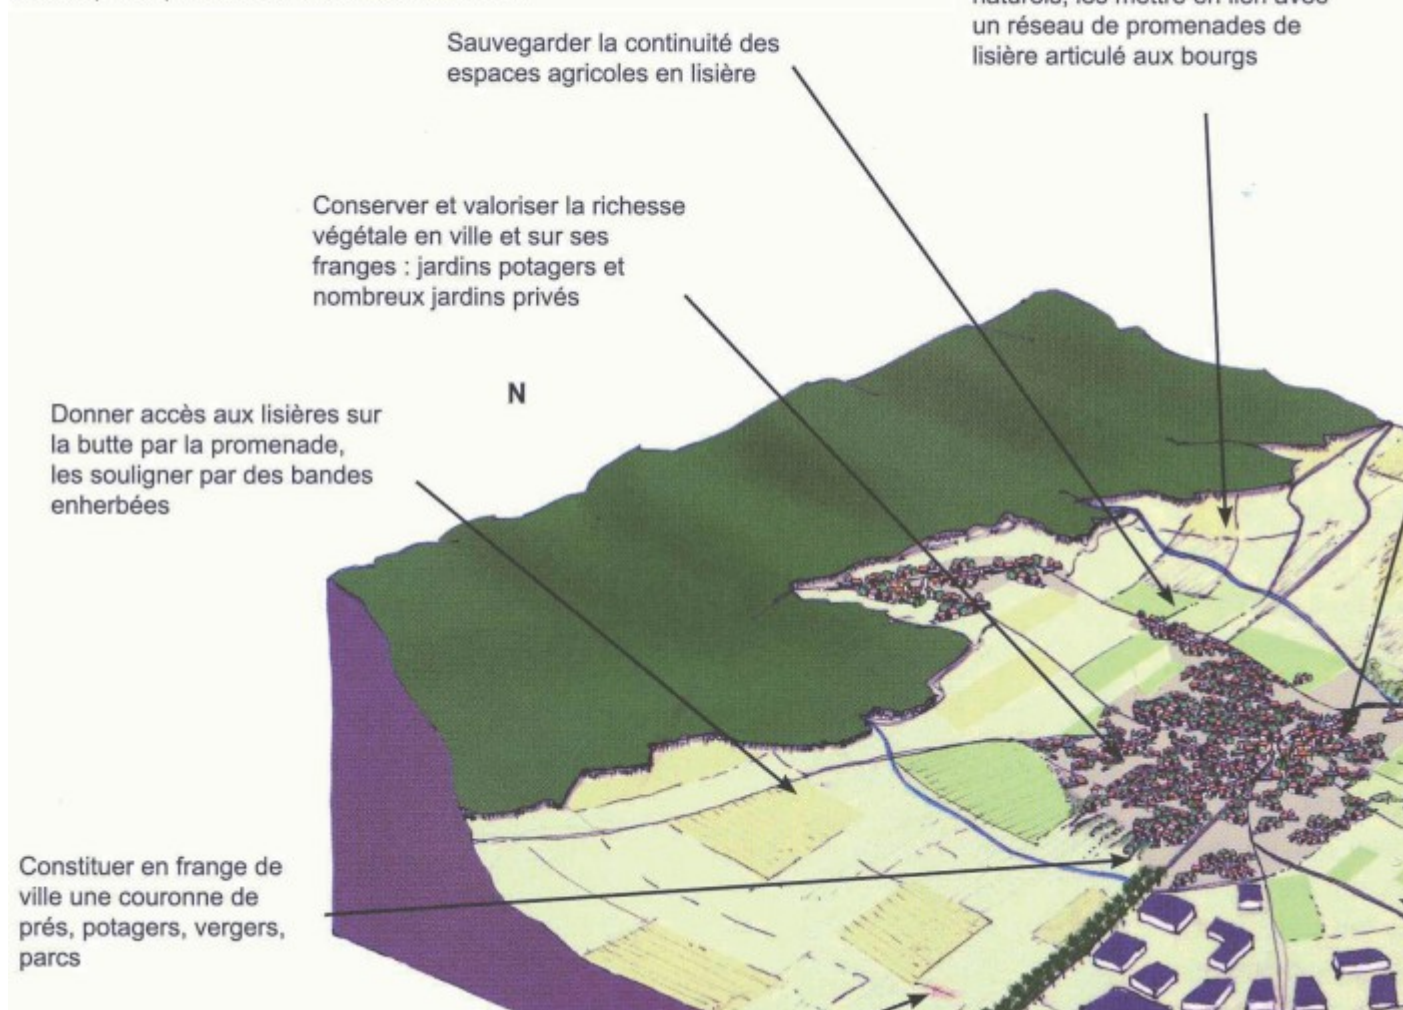 un réseau de promenades de
lisière articulé aux bourgs
Sauvegarder la continuité des
espaces agricoles en lisière
Conserver et valoriser la richesse
végétale en ville et sur ses
franges : jardins potagers et
nombreux jardins privés
N
Donner accès aux lisières sur
la butte par la promenade,
les souligner par des bandes
enherbées
Constituer en frange de
ville une couronne de
prés, potagers, vergers,
parcs